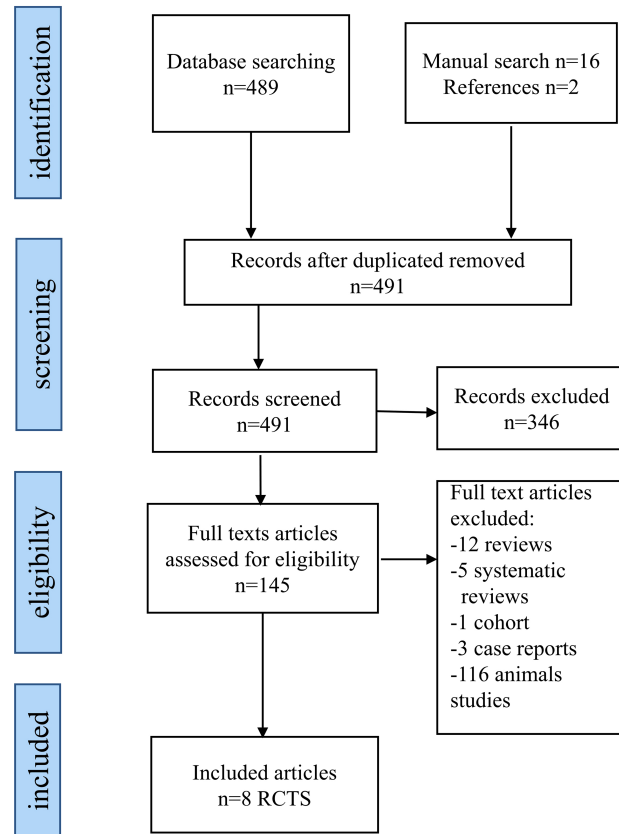 identification
Database searching
n=489
Manual search n=16
References n=2
screening
Records after duplicated removed
n=491
Records screened
n=491
Records excluded
n=346
eligibility
Full texts articles
assessed for eligibility
n=145
Full text articles
excluded:
-12 reviews
-5 systematic
reviews
-1 cohort
-3 case reports
-116 animals
studies
included
Included articles
n=8 RCTS